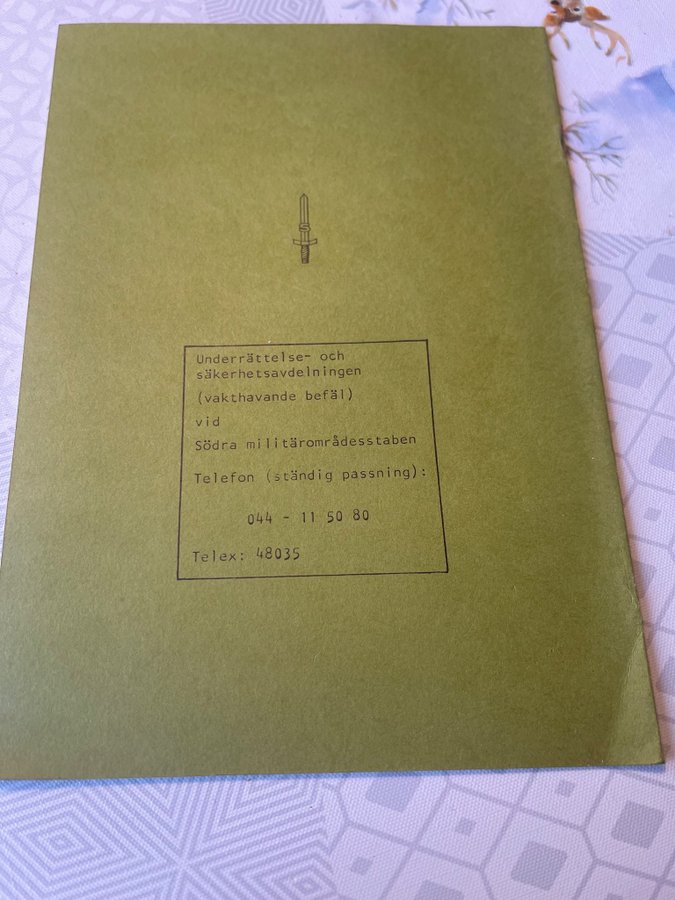 S
Underrättelse- och
säkerhetsavdelningen
(vakthavande befäl)
vid
Södra militärområdesstaben
Telefon (ständig passning):
044 - 11 50 80
Telex: 48035